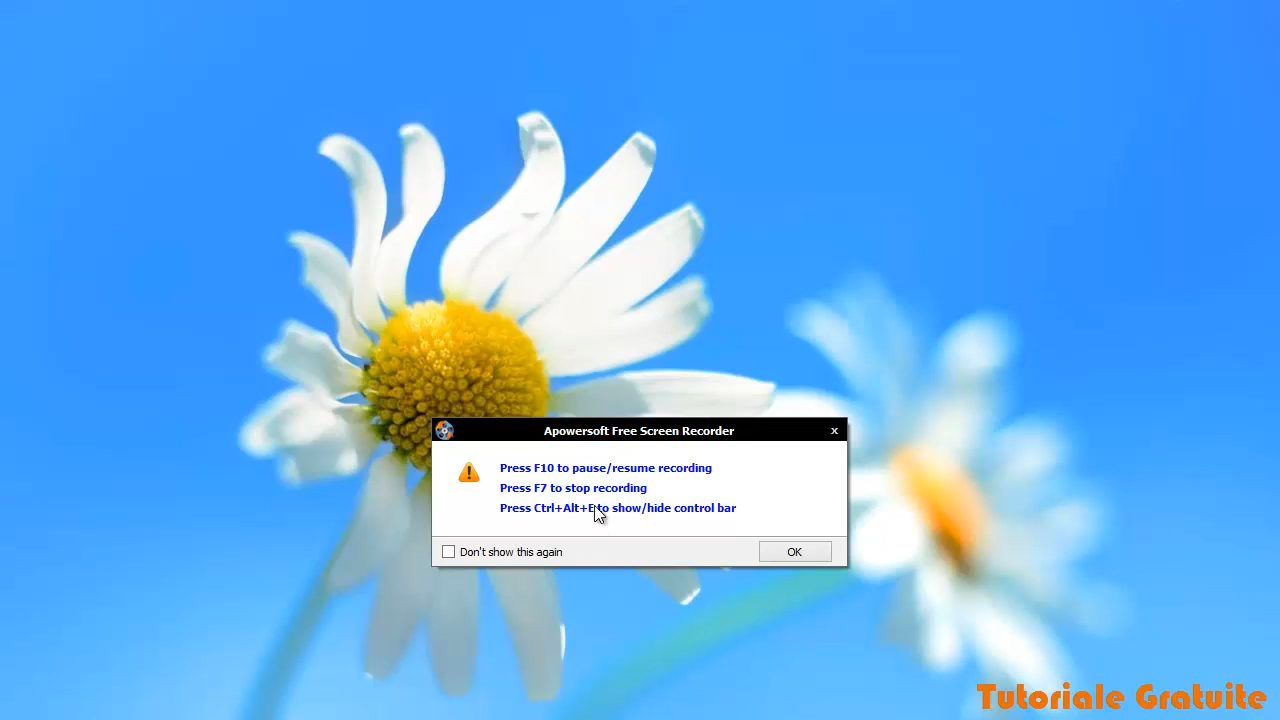 Apowersoft Free Screen Recorder
x
Press F10 to pause/resume recording
Press F7 to stop recording
Press Ctrl+Alt+E to show/hide control bar
Don't show this again
OK
Tutoriale Gratuite